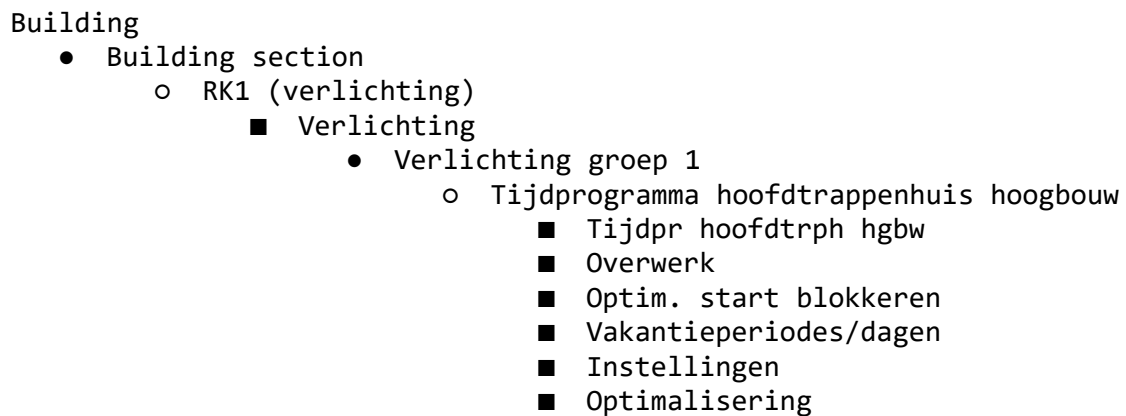 Building
● Building section
○ RK1 (verlichting)
■ Verlichting
● Verlichting groep 1
○ Tijdprogramma hoofdtrappenhuis hoogbouw
■ Tijdpr hoofdtrph hgbw
■ Overwerk
■ Optim. start blokkeren
■ Vakantieperiodes/dagen
■ Instellingen
■ Optimalisering